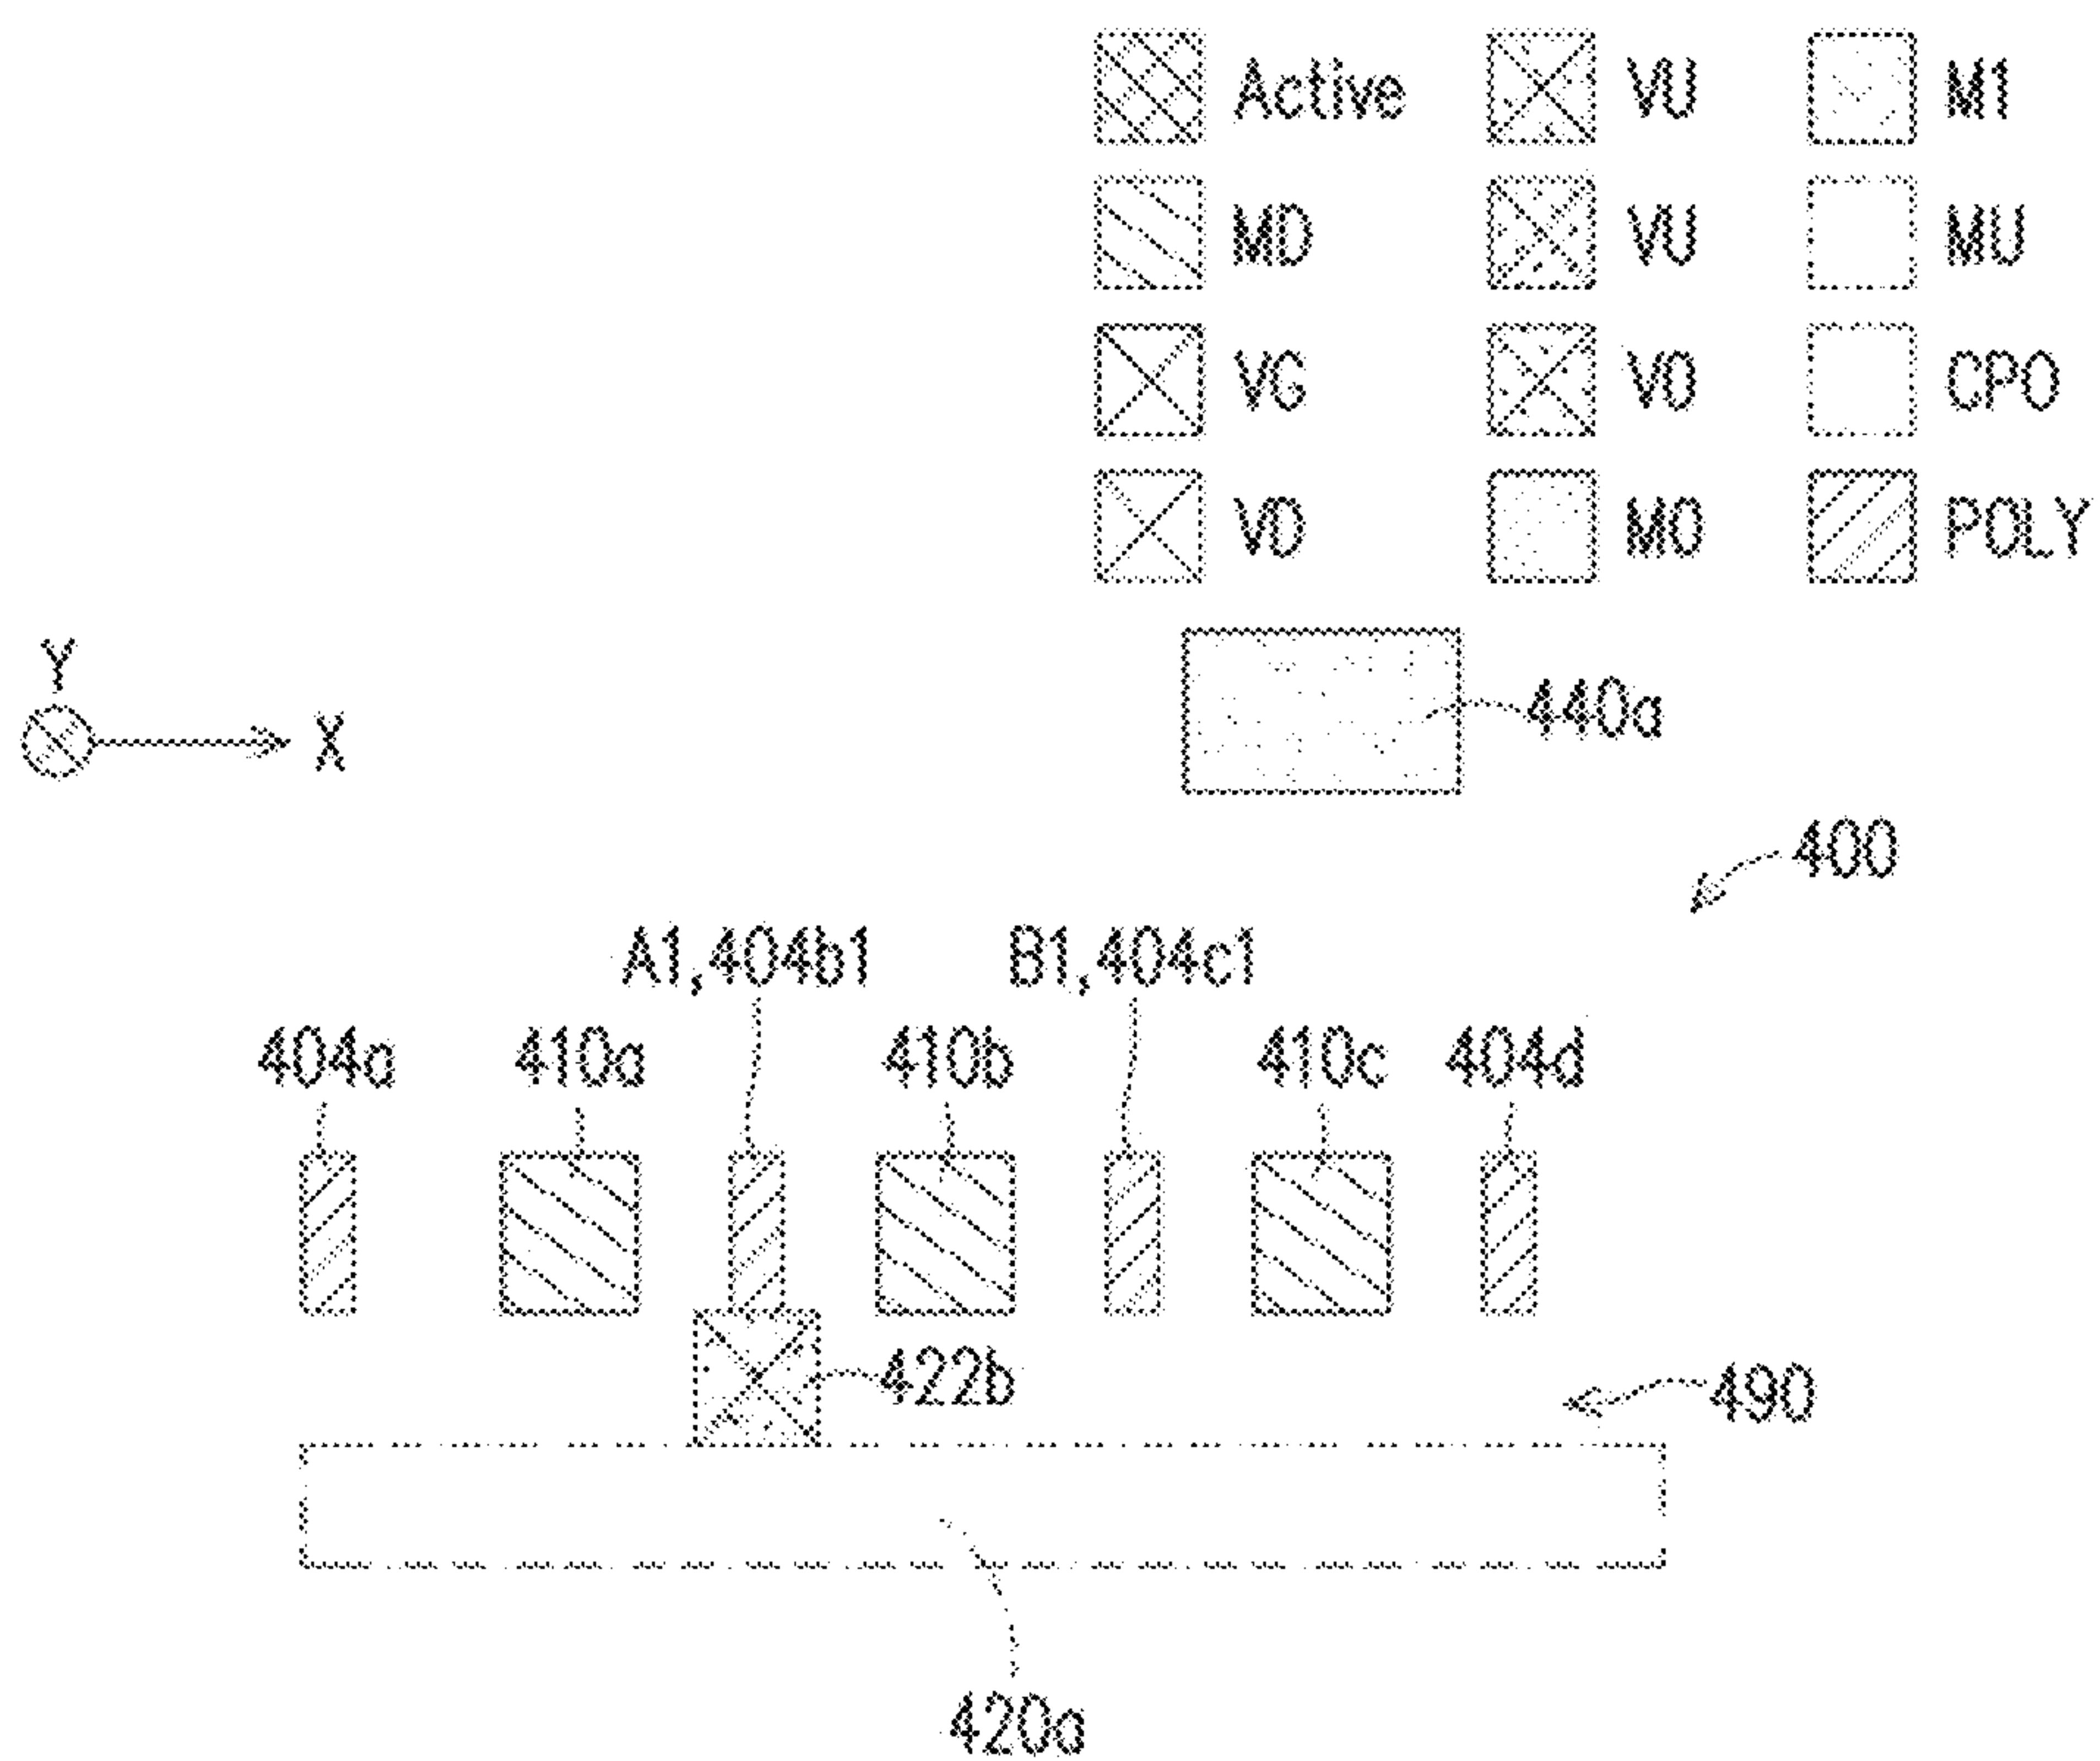 Active VU M1
MD VU MU
VG V0 CPO
VD M0 POLY
Y
440a
X
400
A1,404b1 B1,404c1
404a 410a 410b 410c 404d
422b 490
420a